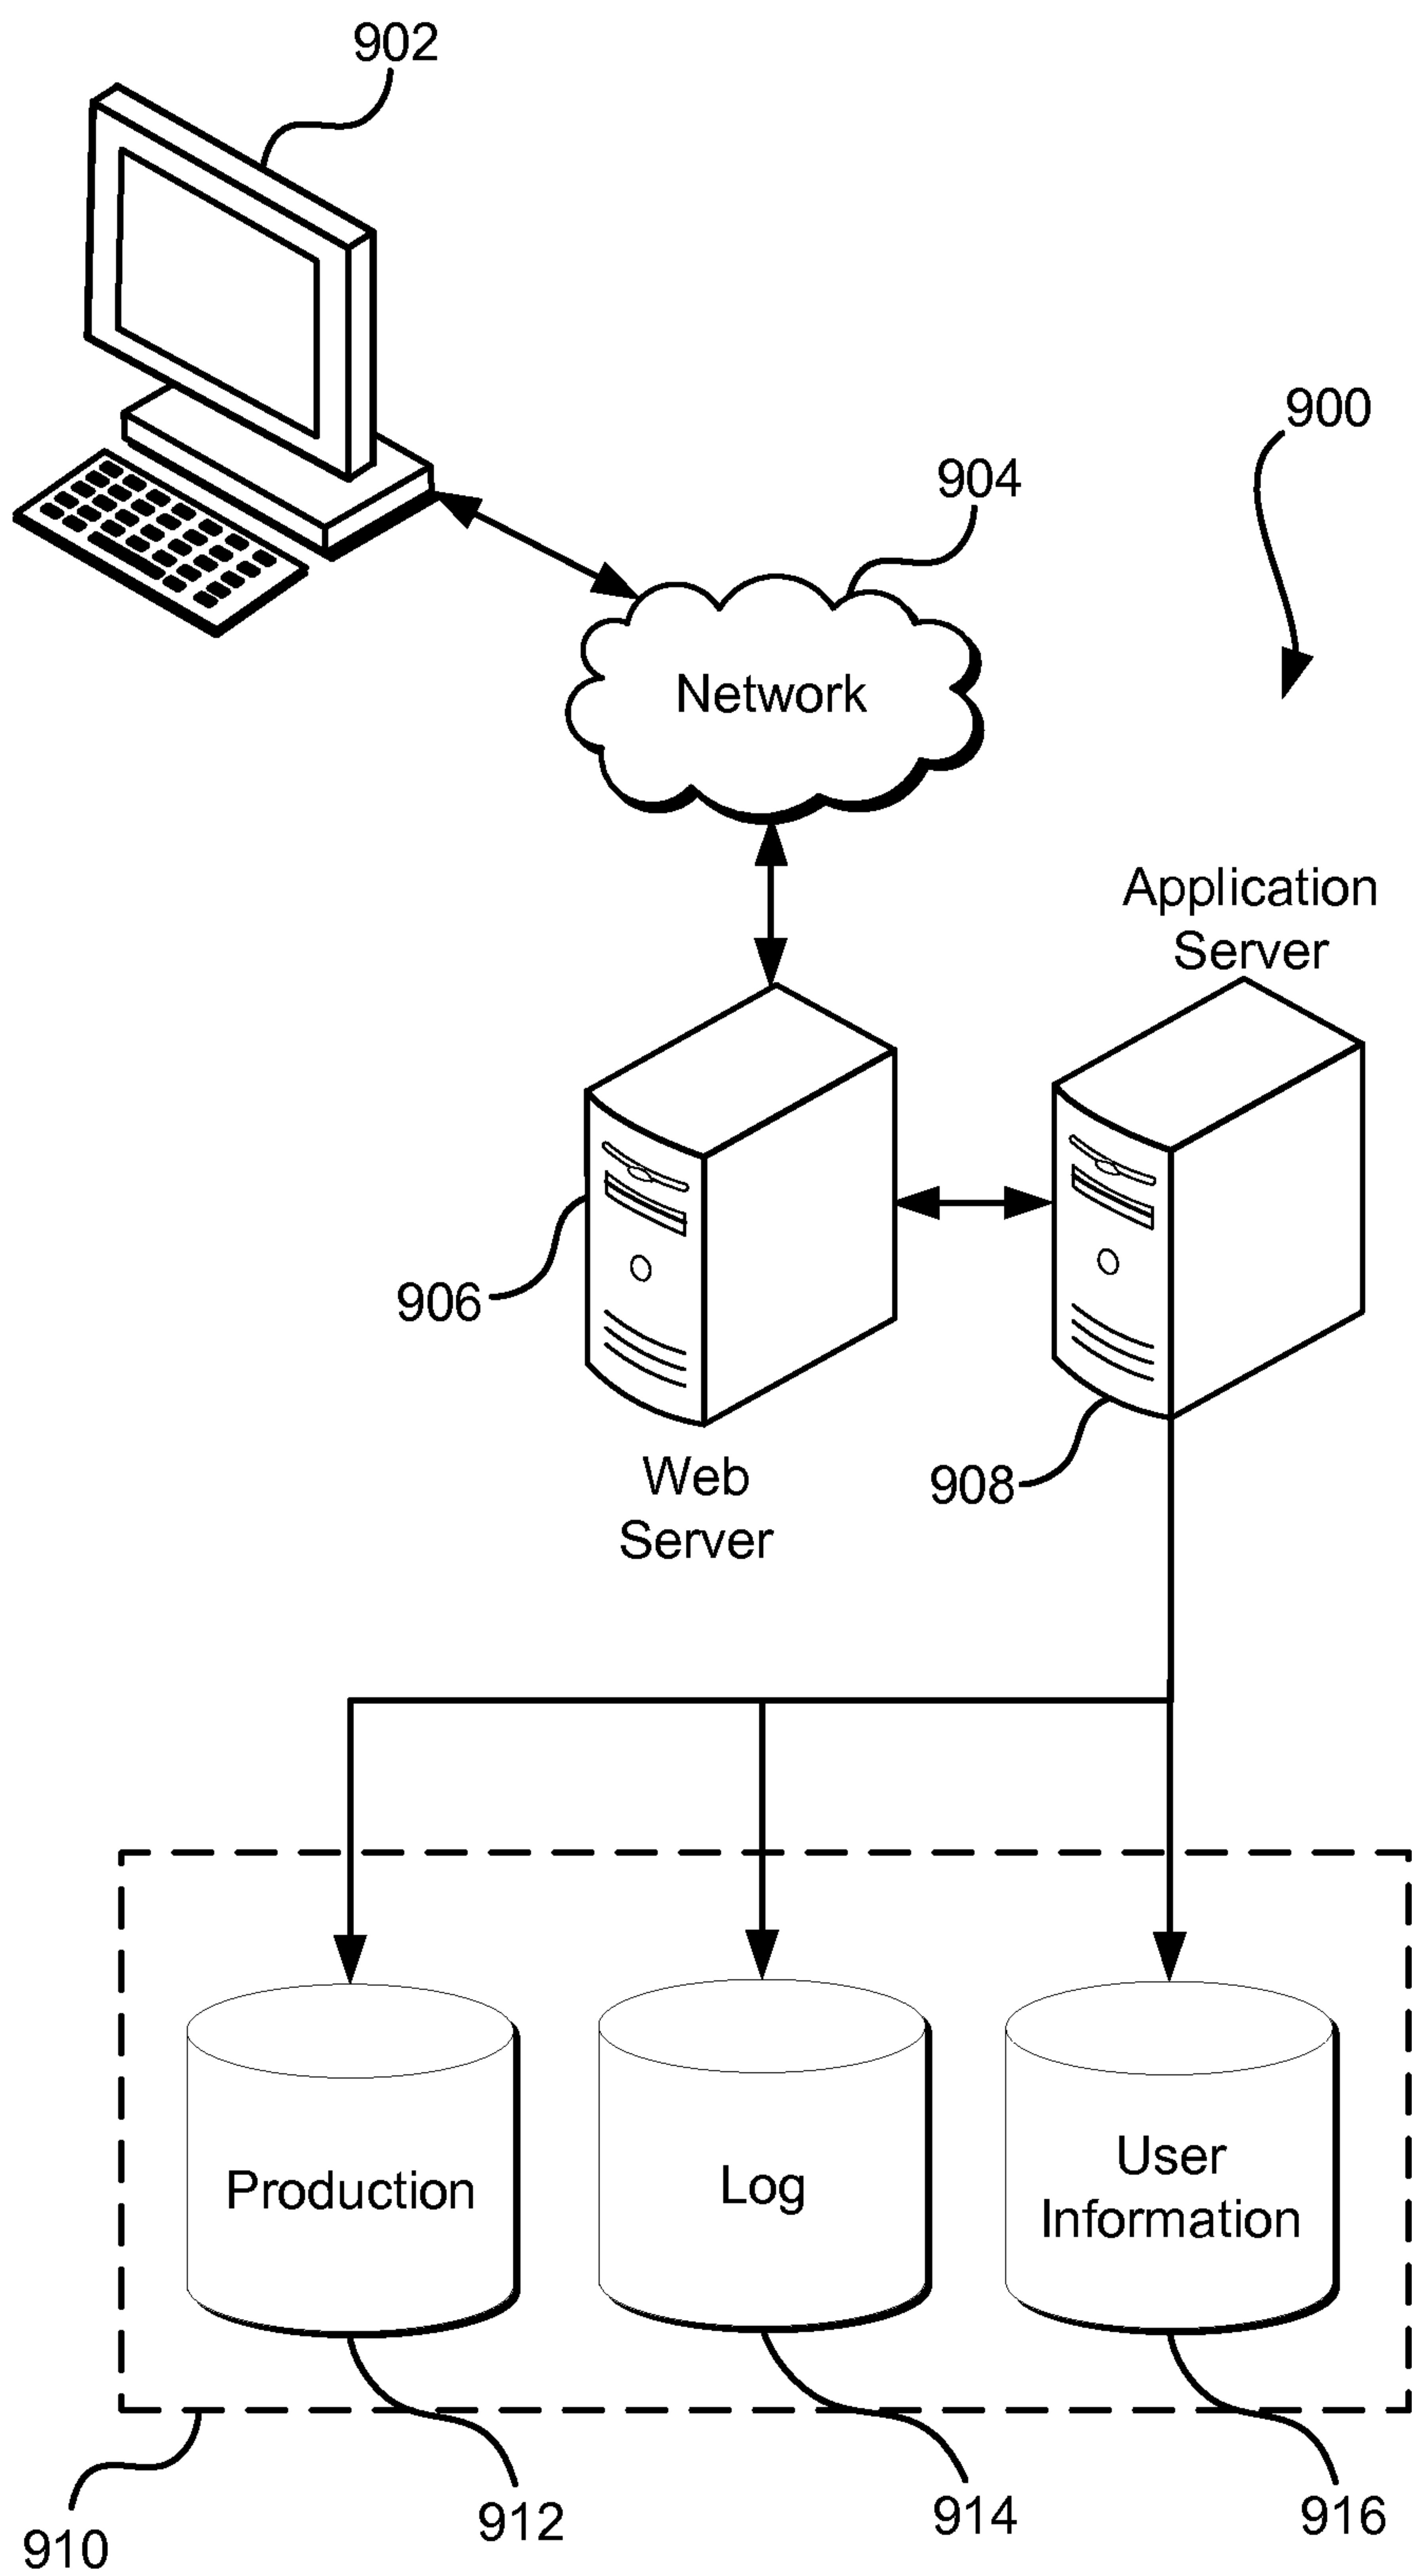 902
900
904
Network
Application
Server
906
Web
Server
908
Production
Log
User
Information
910
912
914
916